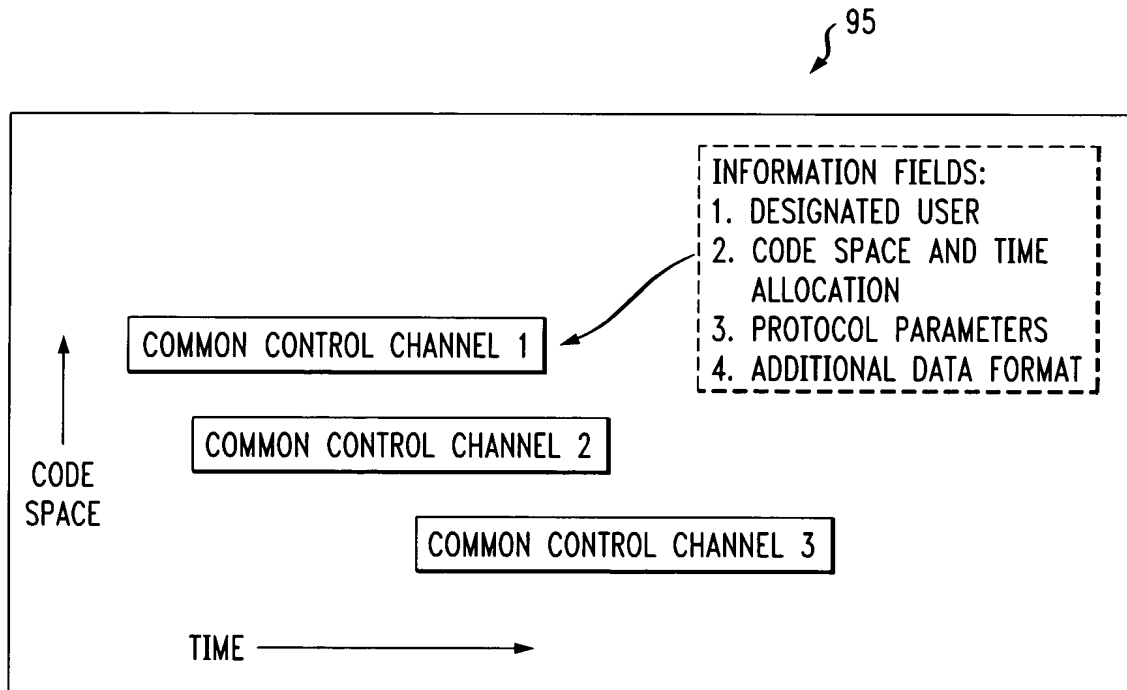 95
INFORMATION FIELDS:
1. DESIGNATED USER
2. CODE SPACE AND TIME
ALLOCATION
3. PROTOCOL PARAMETERS
4. ADDITIONAL DATA FORMAT
COMMON CONTROL CHANNEL 1
COMMON CONTROL CHANNEL 2
CODE
SPACE
COMMON CONTROL CHANNEL 3
TIME